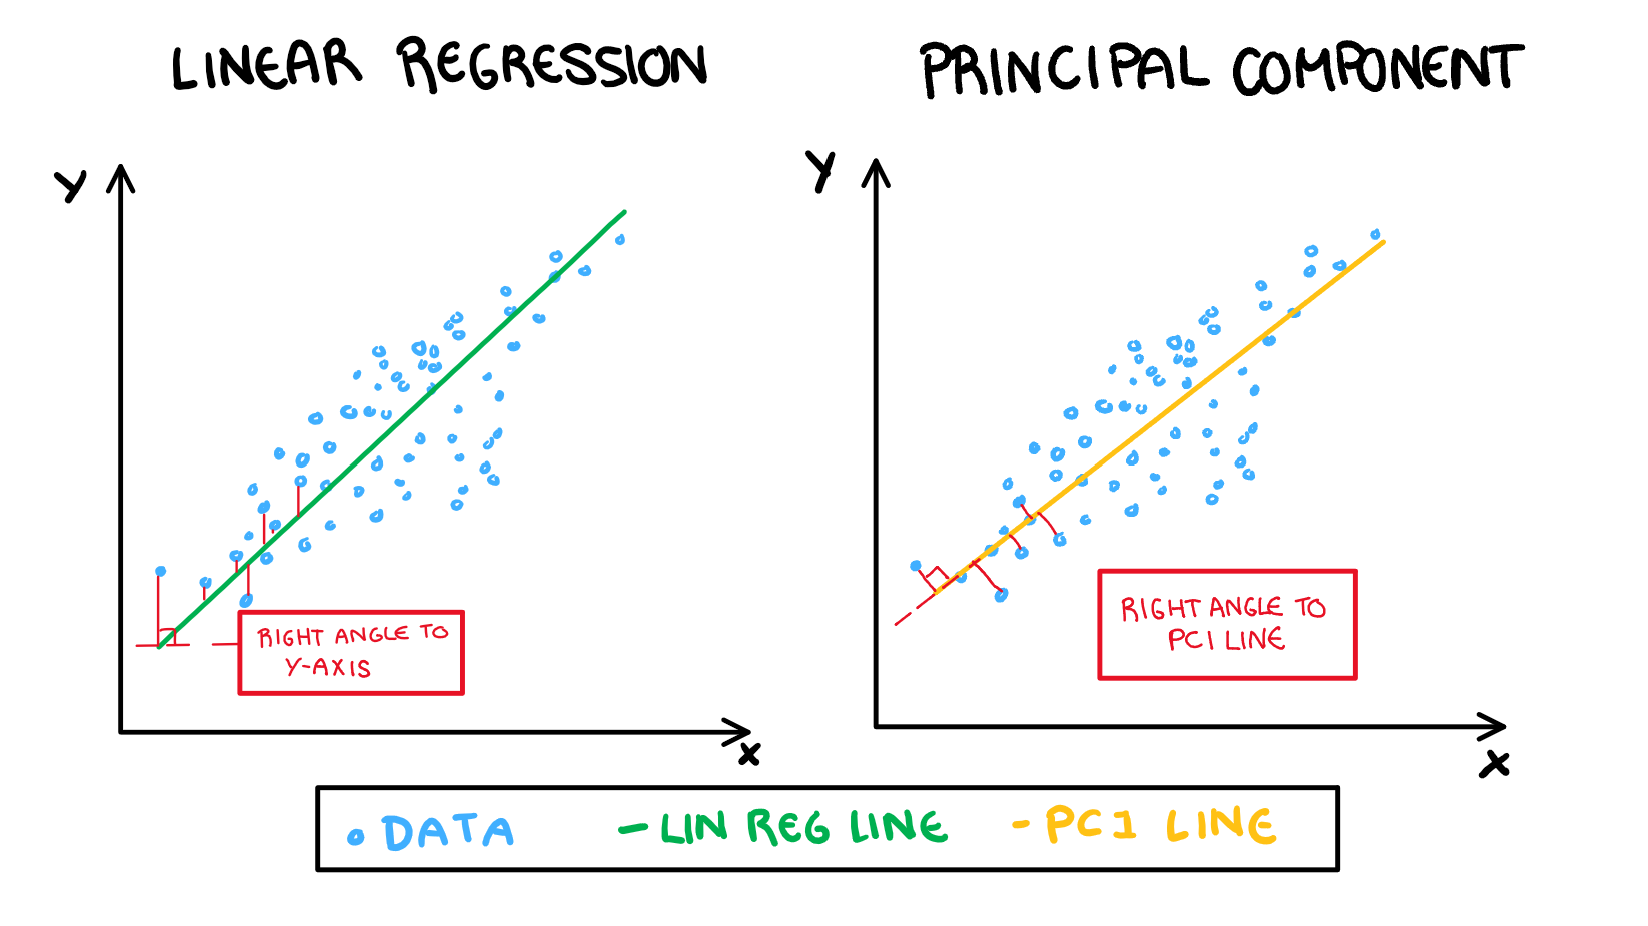 LINEAR REGRESSION
PRINCIPAL COMPONENT
Y
RIGHT ANGLE TO
Y-AXIS
X
Y
RIGHT ANGLE TO
PC1 LINE
X
DATA
LIN REG LINE
PC1 LINE